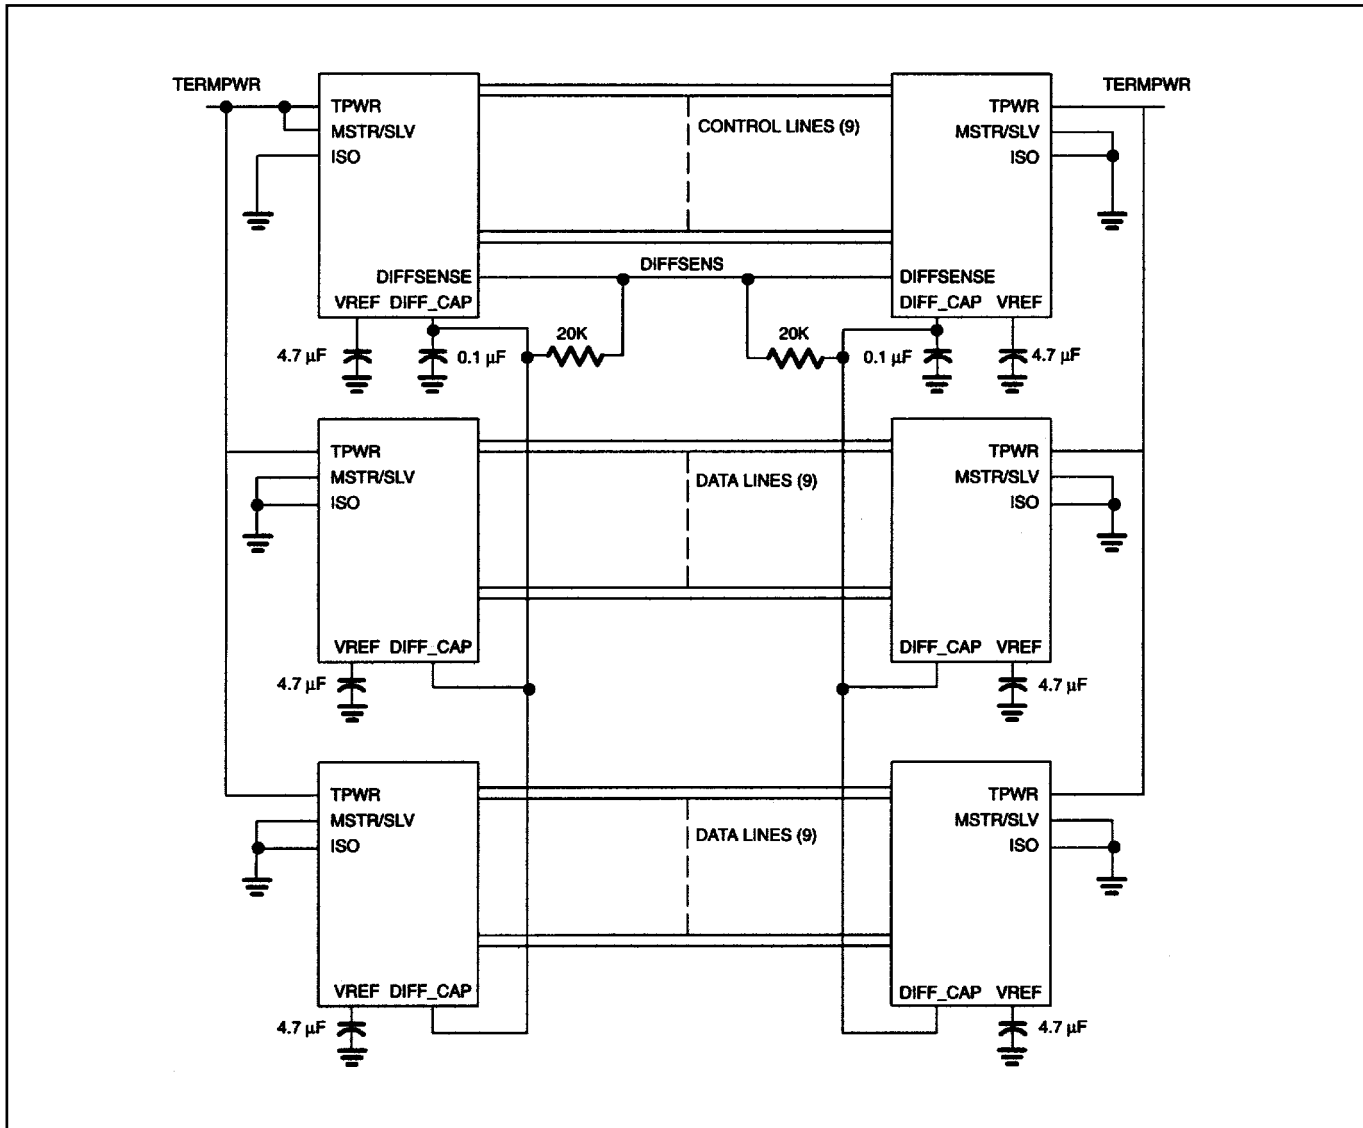 TERMPWR
TERMPWR
TPWR
MSTR/SLV
ISO
CONTROL LINES (9)
TPWR
MSTR/SLV
ISO
DIFFSENS
DIFFSENSE
DIFFSENSE
VREF DIFF_CAP
DIFF_CAP VREF
4.7 µF
0.1 µF
20K
20K
0.1 µF
4.7 µF
TPWR
MSTR/SLV
ISO
DATA LINES (9)
TPWR
MSTR/SLV
ISO
VREF DIFF_CAP
DIFF_CAP VREF
4.7 µF
4.7 µF
TPWR
MSTR/SLV
ISO
DATA LINES (9)
TPWR
MSTR/SLV
ISO
VREF DIFF_CAP
DIFF_CAP VREF
4.7 µF
4.7 µF